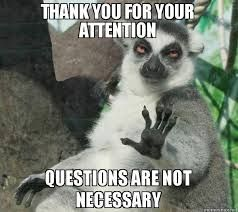 THANK YOU FOR YOUR
ATTENTION
QUESTIONS ARE NOT
NECESSARY